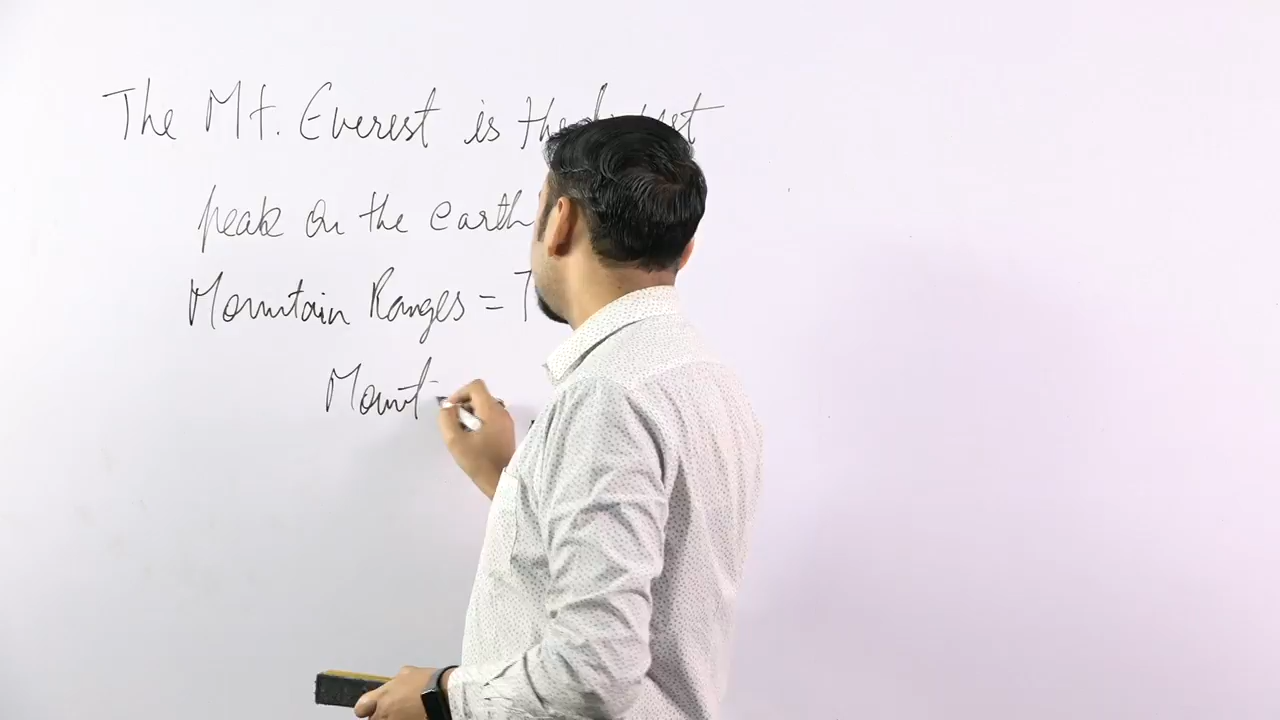 The Mt. Everest is the
peak on the earth
Mountain Ranges = T
Mount